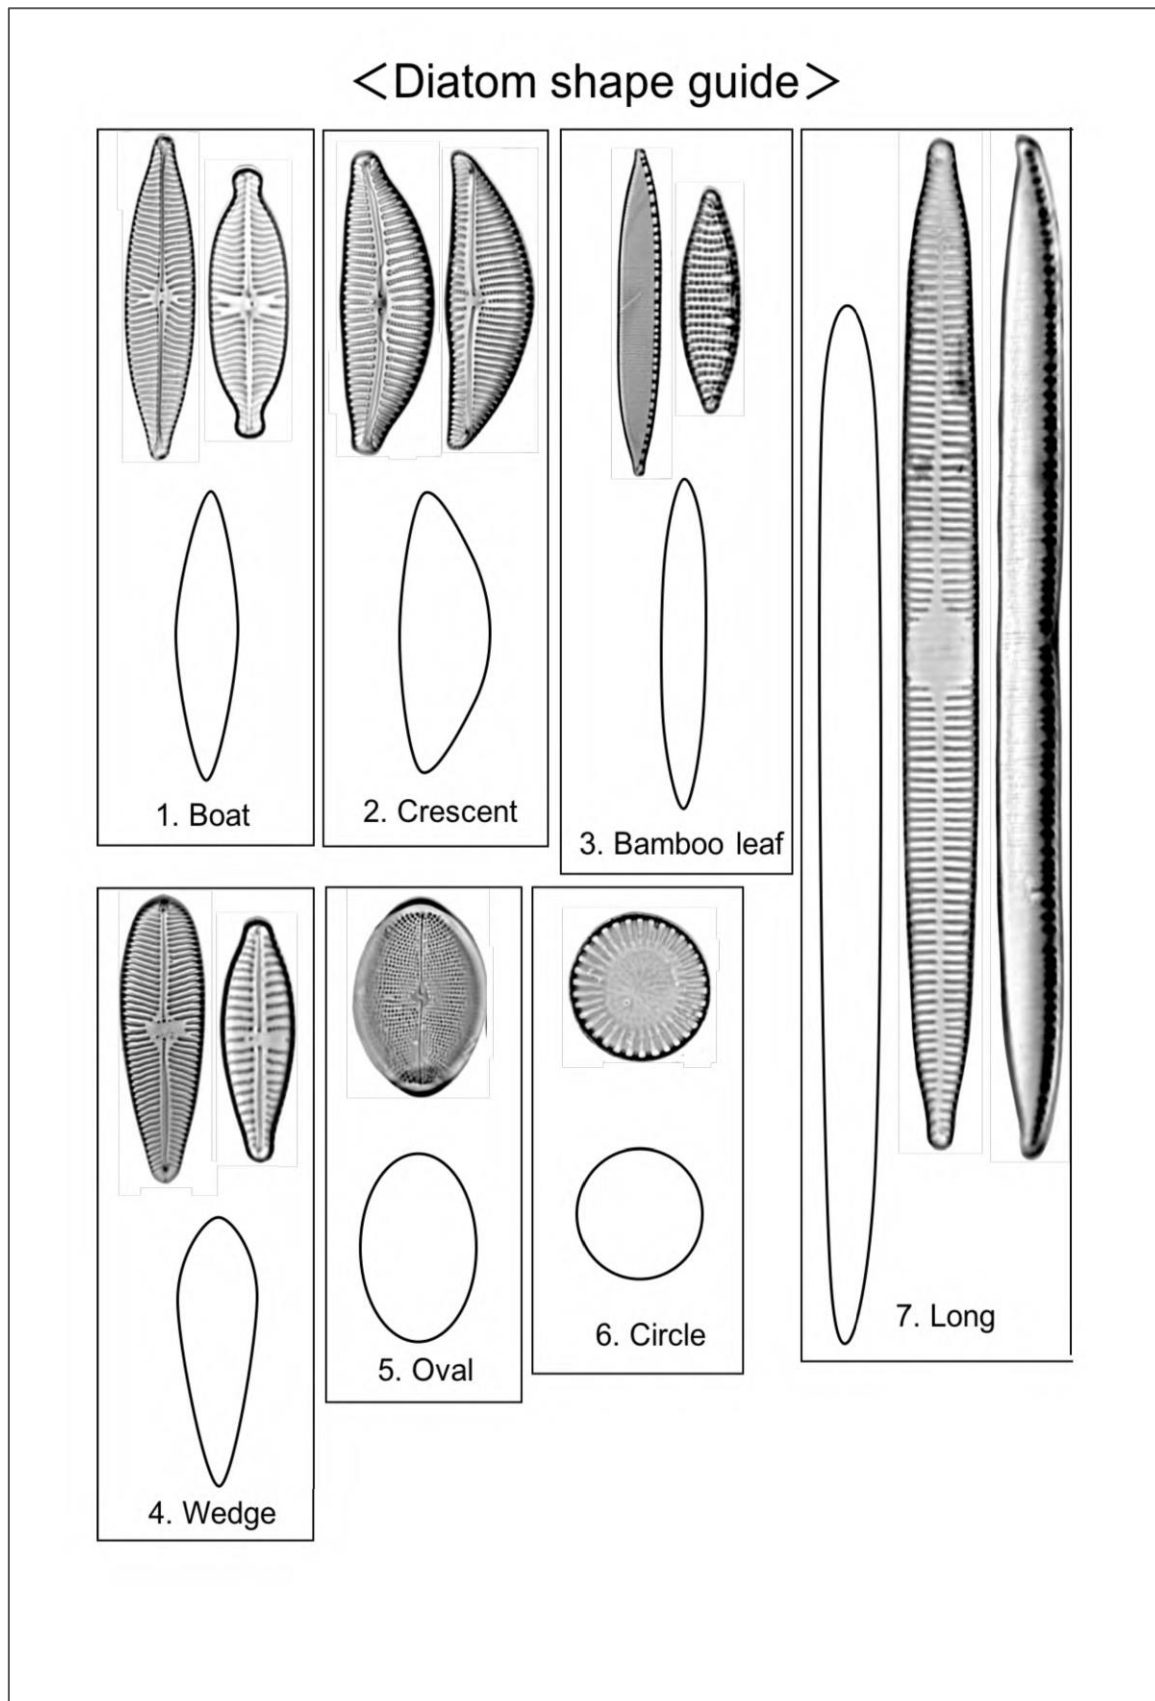 <Diatom shape guide>
1. Boat
2. Crescent
3. Bamboo leaf
4. Wedge
5. Oval
6. Circle
7. Long